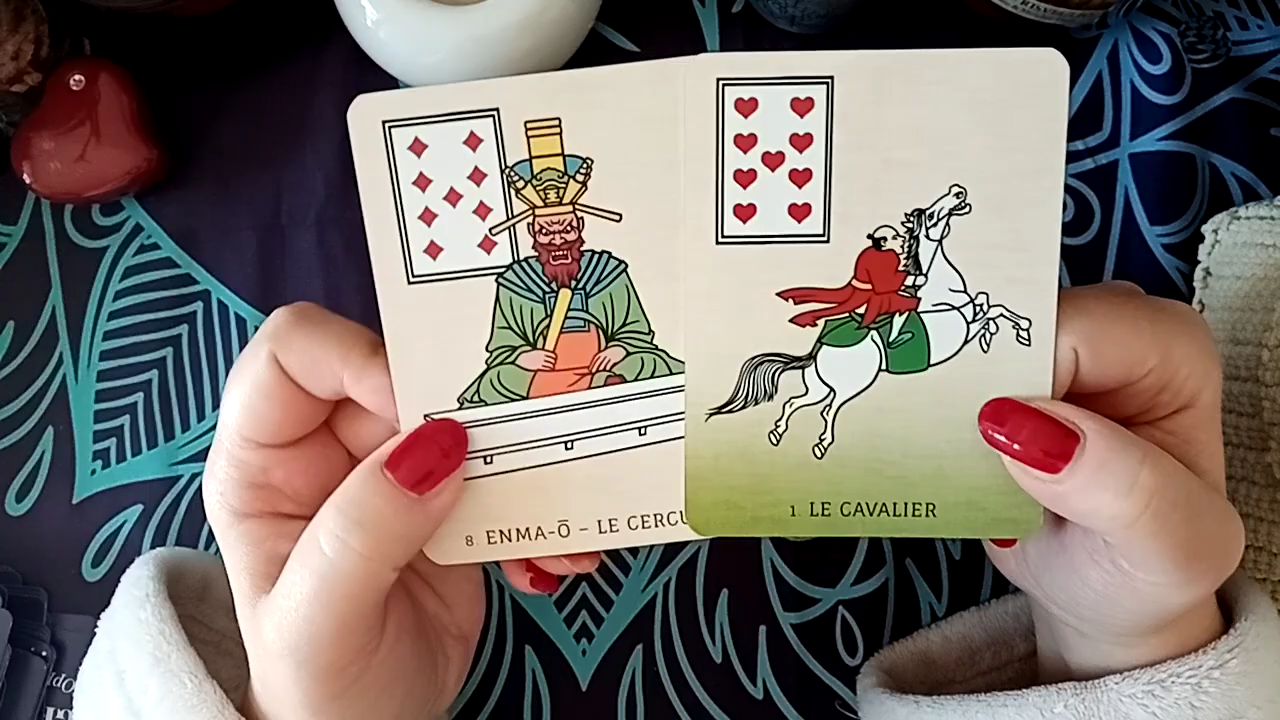 8. ENMA-Ō – LE CERCU
1. LE CAVALIER